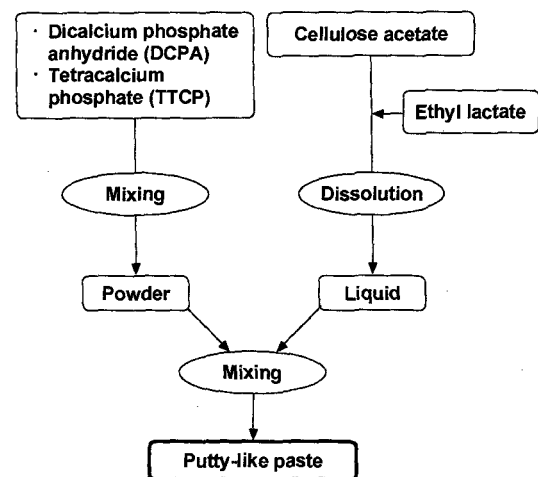 · Dicalcium phosphate
anhydride (DCPA)
· Tetracalcium
phosphate (TTCP)
Cellulose acetate
Ethyl lactate
Mixing
Dissolution
Powder
Liquid
Mixing
Putty-like paste